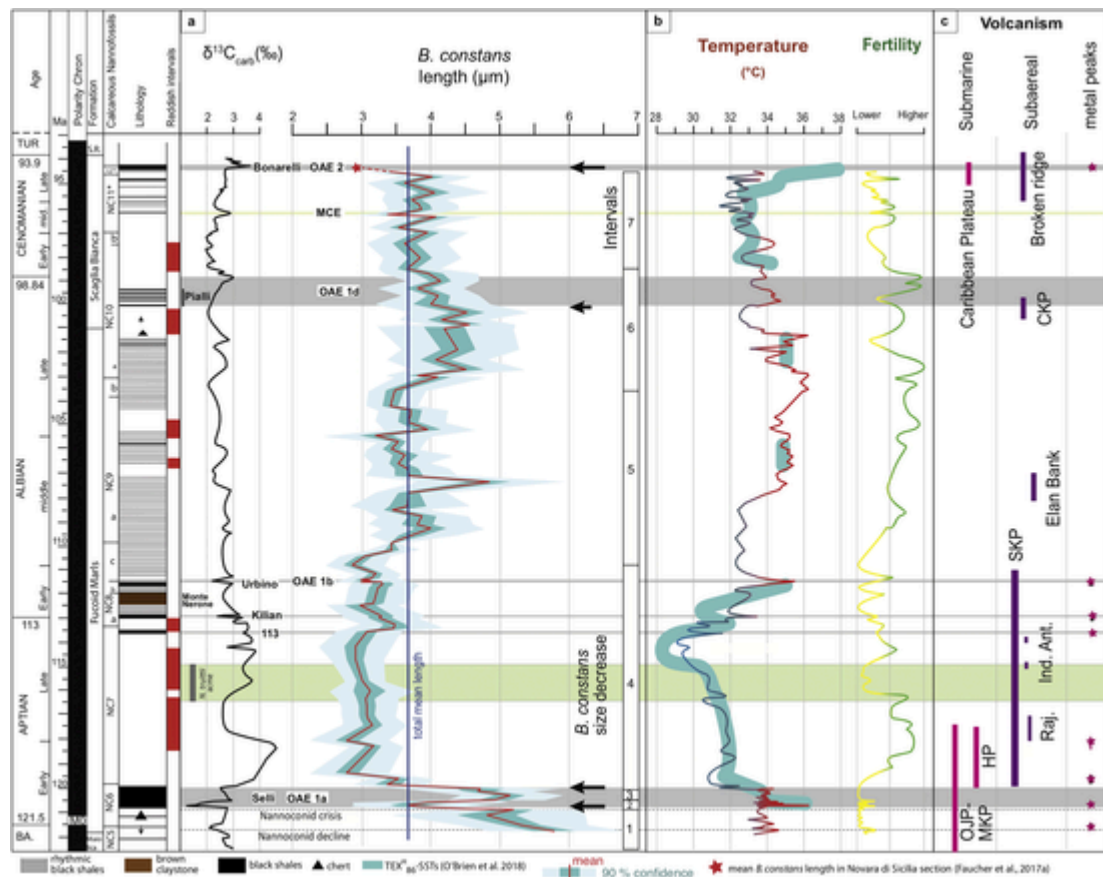 a
b
c
Volcanism
δ13Ccarb(‰)
B. constans
length (μm)
Temperature
(°C)
Fertility
Lower
Higher
Age
Ma
Polarity Chron
Formation
Calcareous Nannofossils
Lithology
Reddish intervals
Submarine
Subaereal
metal peaks
2 3 4
2 3 4 5 6 7
28 30 32 34 36 38
TUR
S.R.
93.9
Bonarelli OAE 2
CENOMANIAN
Late
mid.
Early
NC11*
MCE
Scaglia Bianca
98.84
Pialli
OAE 1d
NC10
ALBIAN
Late
middle
Early
NC9
a
c
Fucoid Marls
NC8
Urbino
OAE 1b
Monte
Nerone
Kilian
113
113
APTIAN
Late
Early
NC7
N. truitti
acme
total mean length
B. constans
size decrease
Intervals
7
6
5
4
3
2
1
NC6
Selli
OAE 1a
121.5
Nannoconid crisis
BA.
NC5
Nannoconid decline
Caribbean Plateau
Broken ridge
CKP
Elan Bank
SKP
Ind. Ant.
Raj.
HP
OJP-
MKP
rhythmic
black shales
brown
claystone
black shales
chert
TEX86H-SSTs (O'Brien et al. 2018)
mean
90 % confidence
mean B.constans length in Novara di Sicilia section (Faucher et al., 2017a)